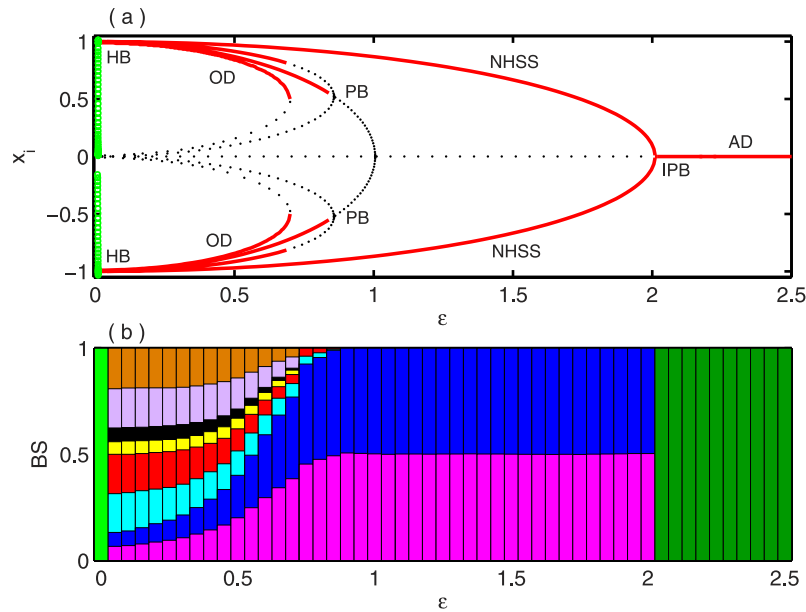 ( a )
1
0.5
0
−0.5
−1
x_i
HB
OD
PB
NHSS
AD
IPB
HB
OD
PB
NHSS
0 0.5 1 1.5 2 2.5
ε
( b )
1
0.5
0
BS
0 0.5 1 1.5 2 2.5
ε